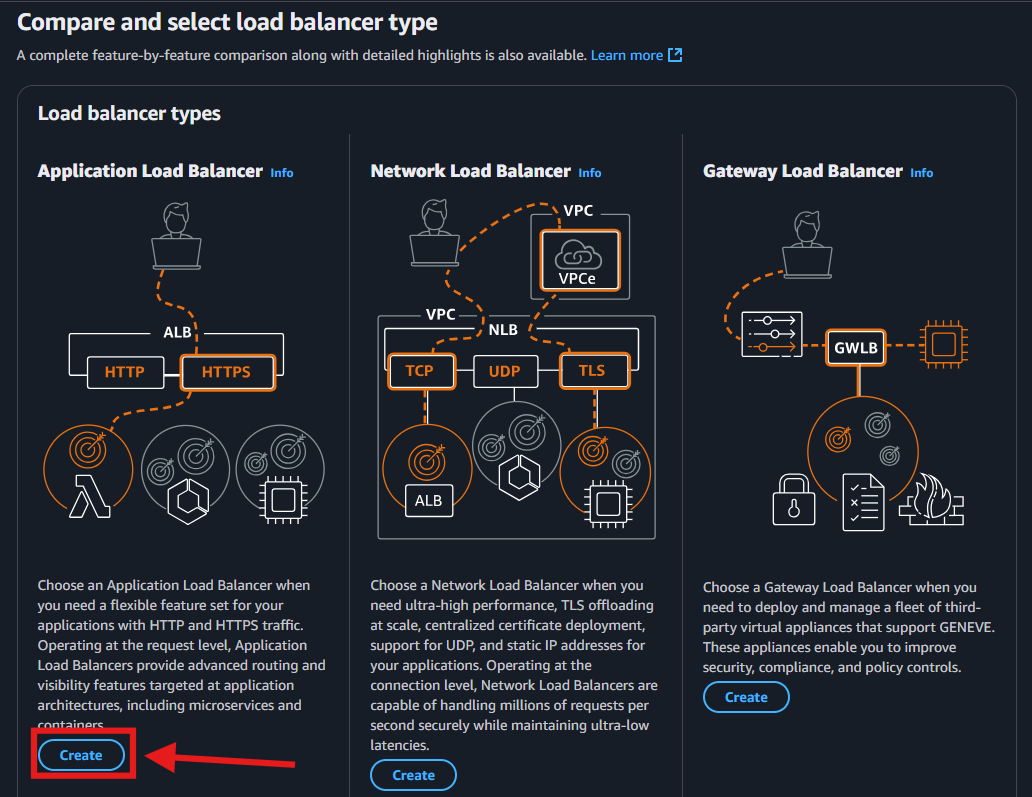 Compare and select load balancer type
A complete feature-by-feature comparison along with detailed highlights is also available. Learn more
Load balancer types
Application Load Balancer Info
ALB
HTTP
HTTPS
Choose an Application Load Balancer when
you need a flexible feature set for your
applications with HTTP and HTTPS traffic.
Operating at the request level, Application
Load Balancers provide advanced routing and
visibility features targeted at application
architectures, including microservices and
containers.
Create
Network Load Balancer Info
VPC
VPCe
VPC
NLB
TCP
UDP
TLS
ALB
Choose a Network Load Balancer when you
need ultra-high performance, TLS offloading
at scale, centralized certificate deployment,
support for UDP, and static IP addresses for
your applications. Operating at the
connection level, Network Load Balancers are
capable of handling millions of requests per
second securely while maintaining ultra-low
latencies.
Create
Gateway Load Balancer Info
GWLB
Choose a Gateway Load Balancer when you
need to deploy and manage a fleet of third-
party virtual appliances that support GENEVE.
These appliances enable you to improve
security, compliance, and policy controls.
Create